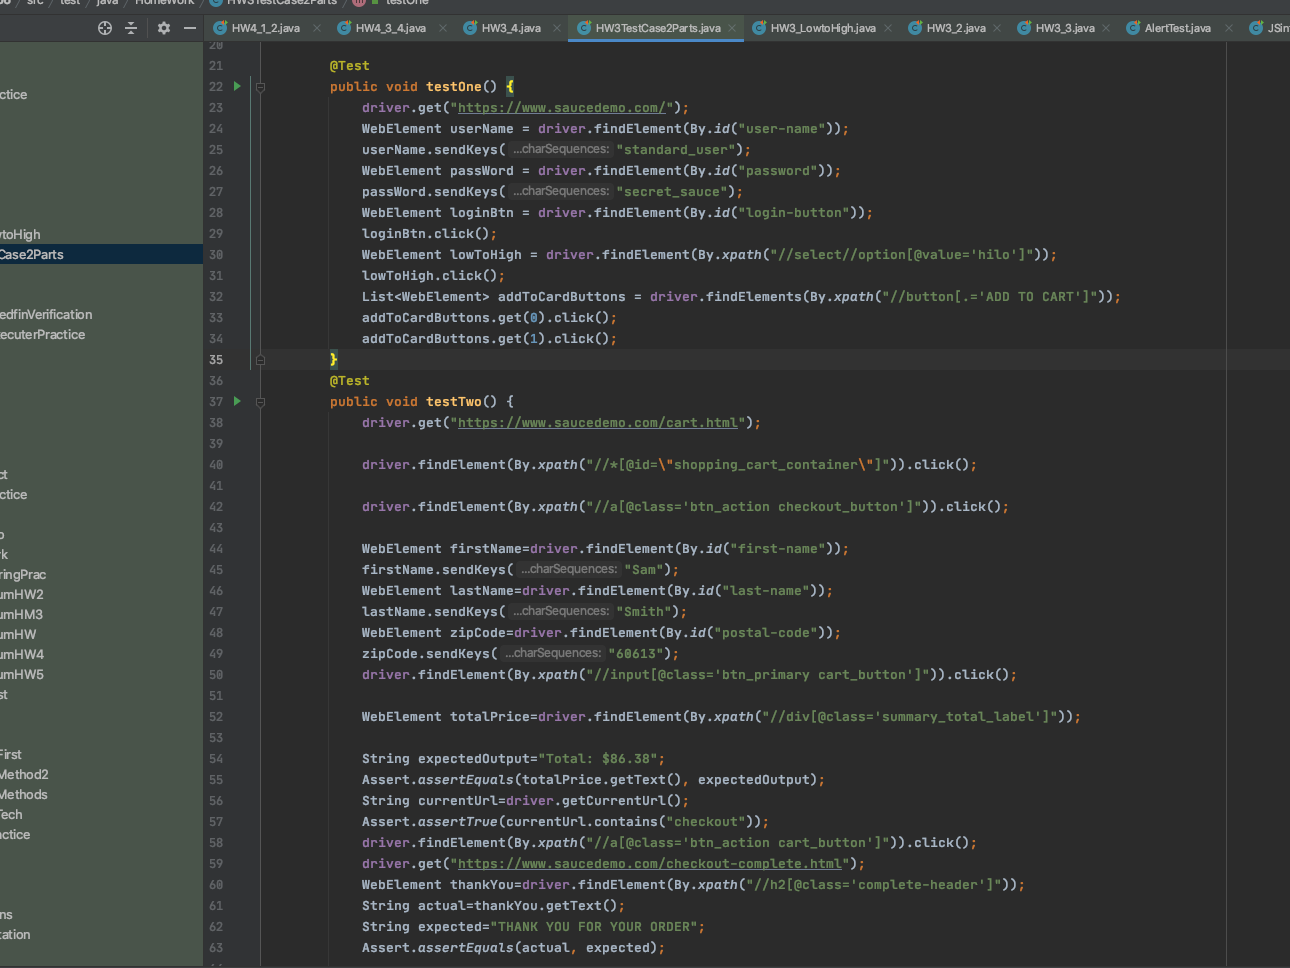 src test java HomeWork HW3TestCase2Parts testOne
HW4_1_2.java HW4_3_4.java HW3_4.java HW3TestCase2Parts.java HW3_LowtoHigh.java HW3_2.java HW3_3.java AlertTest.java JSin
20
21 @Test
22 public void testOne() {
23 driver.get("https://www.saucedemo.com/");
24 WebElement userName = driver.findElement(By.id("user-name"));
25 userName.sendKeys( ...charSequences: "standard_user");
26 WebElement passWord = driver.findElement(By.id("password"));
27 passWord.sendKeys( ...charSequences: "secret_sauce");
28 WebElement loginBtn = driver.findElement(By.id("login-button"));
29 loginBtn.click();
30 WebElement lowToHigh = driver.findElement(By.xpath("//select//option[@value='hilo']"));
31 lowToHigh.click();
32 List<WebElement> addToCardButtons = driver.findElements(By.xpath("//button[.='ADD TO CART']"));
33 addToCardButtons.get(0).click();
34 addToCardButtons.get(1).click();
35 }
36 @Test
37 public void testTwo() {
38 driver.get("https://www.saucedemo.com/cart.html");
39
40 driver.findElement(By.xpath("//*[@id=\"shopping_cart_container\"]")).click();
41
42 driver.findElement(By.xpath("//a[@class='btn_action checkout_button']")).click();
43
44 WebElement firstName=driver.findElement(By.id("first-name"));
45 firstName.sendKeys( ...charSequences: "Sam");
46 WebElement lastName=driver.findElement(By.id("last-name"));
47 lastName.sendKeys( ...charSequences: "Smith");
48 WebElement zipCode=driver.findElement(By.id("postal-code"));
49 zipCode.sendKeys( ...charSequences: "60613");
50 driver.findElement(By.xpath("//input[@class='btn_primary cart_button']")).click();
51
52 WebElement totalPrice=driver.findElement(By.xpath("//div[@class='summary_total_label']"));
53
54 String expectedOutput="Total: $86.38";
55 Assert.assertEquals(totalPrice.getText(), expectedOutput);
56 String currentUrl=driver.getCurrentUrl();
57 Assert.assertTrue(currentUrl.contains("checkout"));
58 driver.findElement(By.xpath("//a[@class='btn_action cart_button']")).click();
59 driver.get("https://www.saucedemo.com/checkout-complete.html");
60 WebElement thankYou=driver.findElement(By.xpath("//h2[@class='complete-header']"));
61 String actual=thankYou.getText();
62 String expected="THANK YOU FOR YOUR ORDER";
63 Assert.assertEquals(actual, expected);
ctice
vtoHigh
Case2Parts
edfinVerification
ecuterPractice
ct
ctice
o
rk
ringPrac
umHW2
umHM3
umHW
umHW4
umHW5
st
First
Method2
Methods
Tech
actice
ns
tation